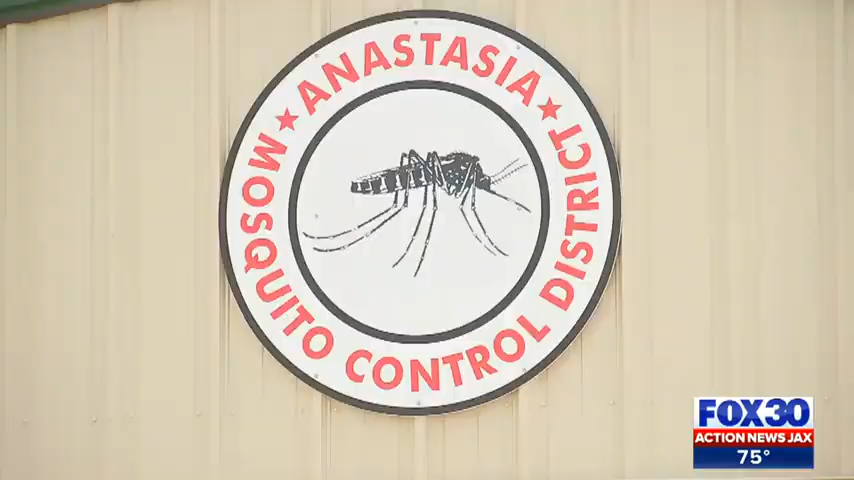 ★ ANASTASIA ★
MOSQUITO CONTROL DISTRICT
FOX30
ACTION NEWS JAX
75°